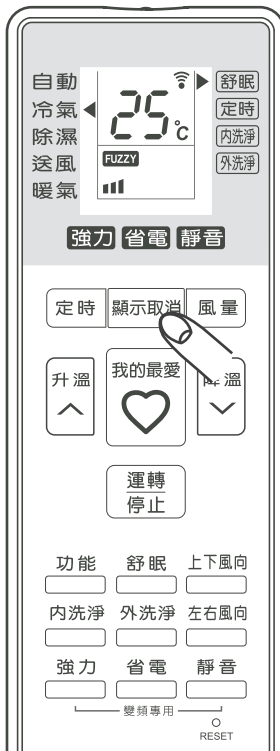 自動
冷氣
除濕
送風
暖氣
25℃
FUZZY
舒眠
定時
內洗淨
外洗淨
強力 省電 靜音
定時 顯示取消 風量
升溫 我的最愛 溫
運轉
停止
功能 舒眠 上下風向
內洗淨 外洗淨 左右風向
強力 省電 靜音
變頻專用
RESET